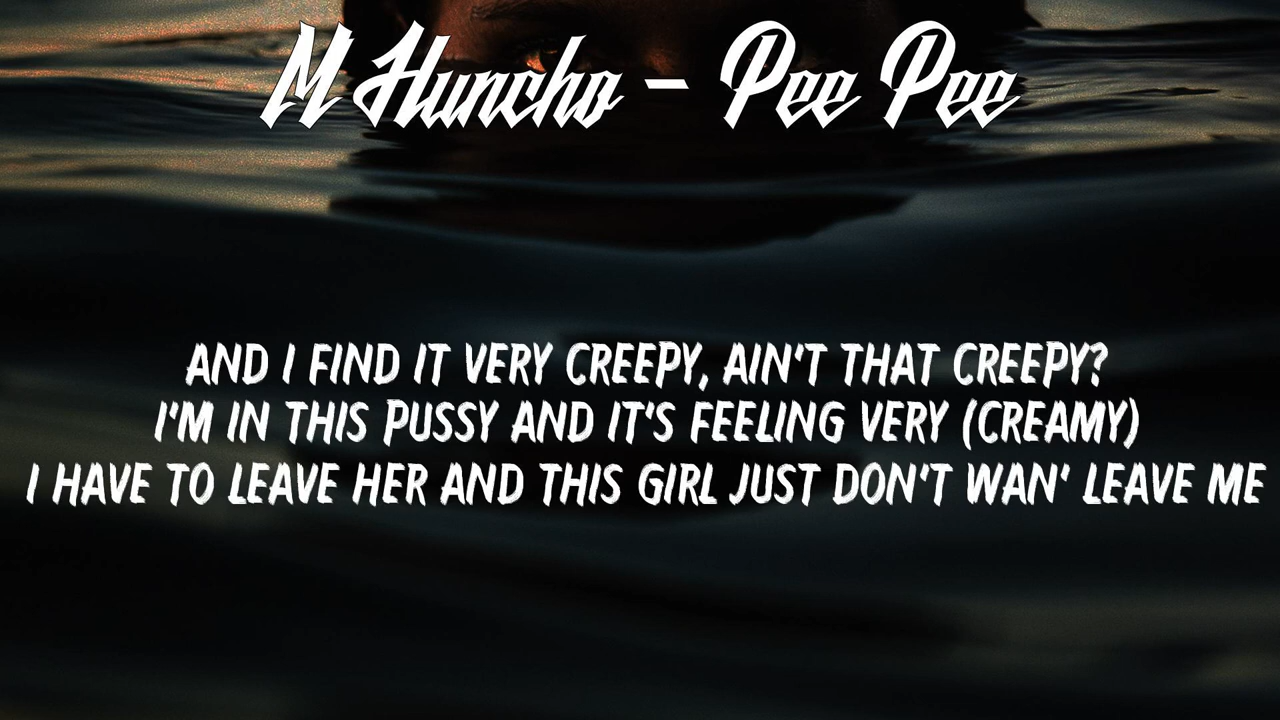 M Huncho - Pee Pee
AND I FIND IT VERY CREEPY, AIN'T THAT CREEPY?
I'M IN THIS PUSSY AND IT'S FEELING VERY (CREAMY)
I HAVE TO LEAVE HER AND THIS GIRL JUST DON'T WAN' LEAVE ME